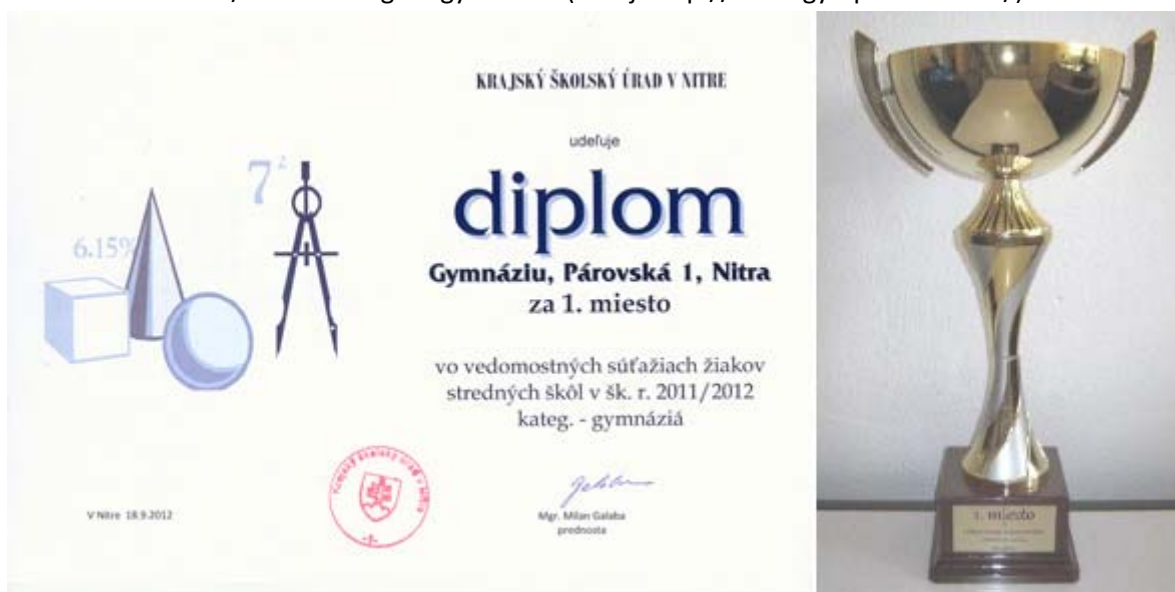 KRAJSKÝ ŠKOLSKÝ ÚRAD V NITRE
udeľuje
diplom
Gymnáziu, Párovská 1, Nitra
za 1. miesto
vo vedomostných súťažiach žiakov
stredných škôl v šk. r. 2011/2012
kateg. - gymnáziá
7²
6.15%
V Nitre 18.9.2012
Mgr. Milan Galaba
prednosta
1. miesto